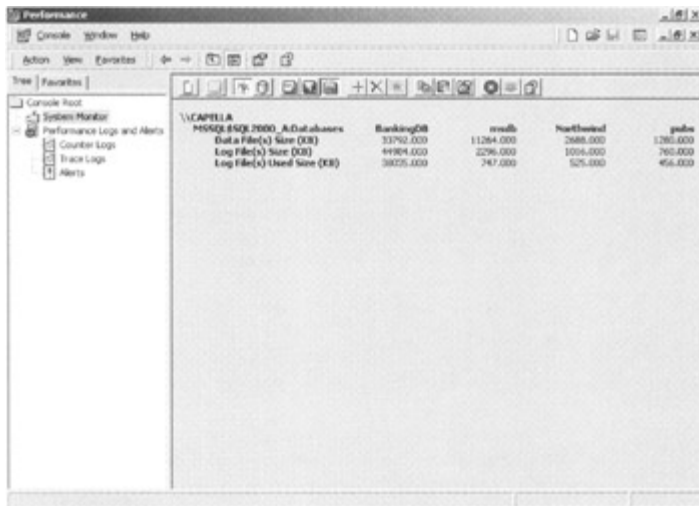 Performance
Console Window Help
Action View Favorites
Tree Favorites
Console Root
System Monitor
Performance Logs and Alerts
Counter Logs
Trace Logs
Alerts
\\CAPELLA
MSSQL$SQL2000_A:Databases BankingDB msdb Northwind pubs
Data File(s) Size (KB) 33792.000 11264.000 2688.000 1280.000
Log File(s) Size (KB) 44984.000 2296.000 1016.000 760.000
Log File(s) Used Size (KB) 38035.000 747.000 525.000 456.000